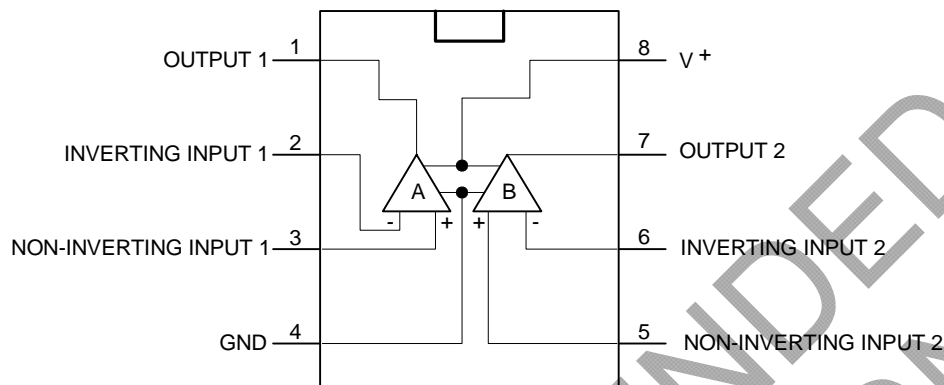 OUTPUT 1
1
8
V +
INVERTING INPUT 1
2
7
OUTPUT 2
A
B
-
+
+
-
NON-INVERTING INPUT 1
3
6
INVERTING INPUT 2
GND
4
5
NON-INVERTING INPUT 2
NDED